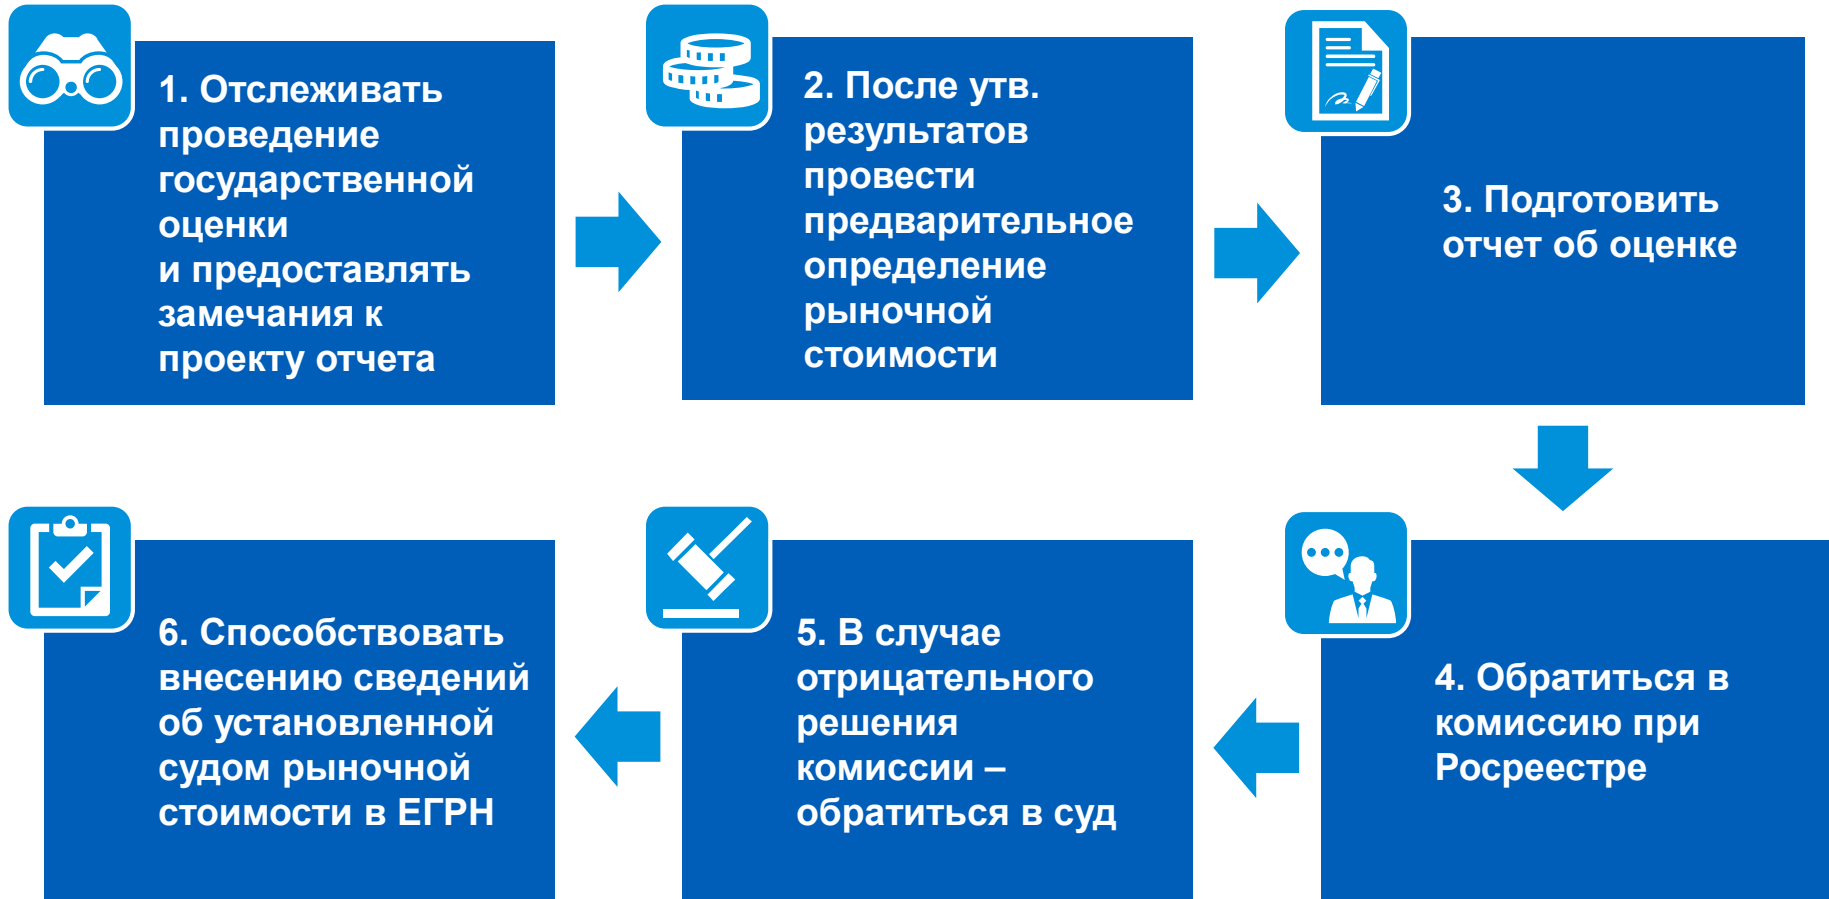 1. Отслеживать
проведение
государственной
оценки
и предоставлять
замечания к
проекту отчета
2. После утв.
результатов
провести
предварительное
определение
рыночной
стоимости
3. Подготовить
отчет об оценке
4. Обратиться в
комиссию при
Росреестре
5. В случае
отрицательного
решения
комиссии –
обратиться в суд
6. Способствовать
внесению сведений
об установленной
судом рыночной
стоимости в ЕГРН